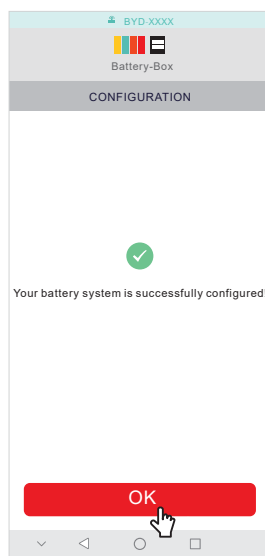 BYD-XXXX
Battery-Box
CONFIGURATION
Your battery system is successfully configured!
OK